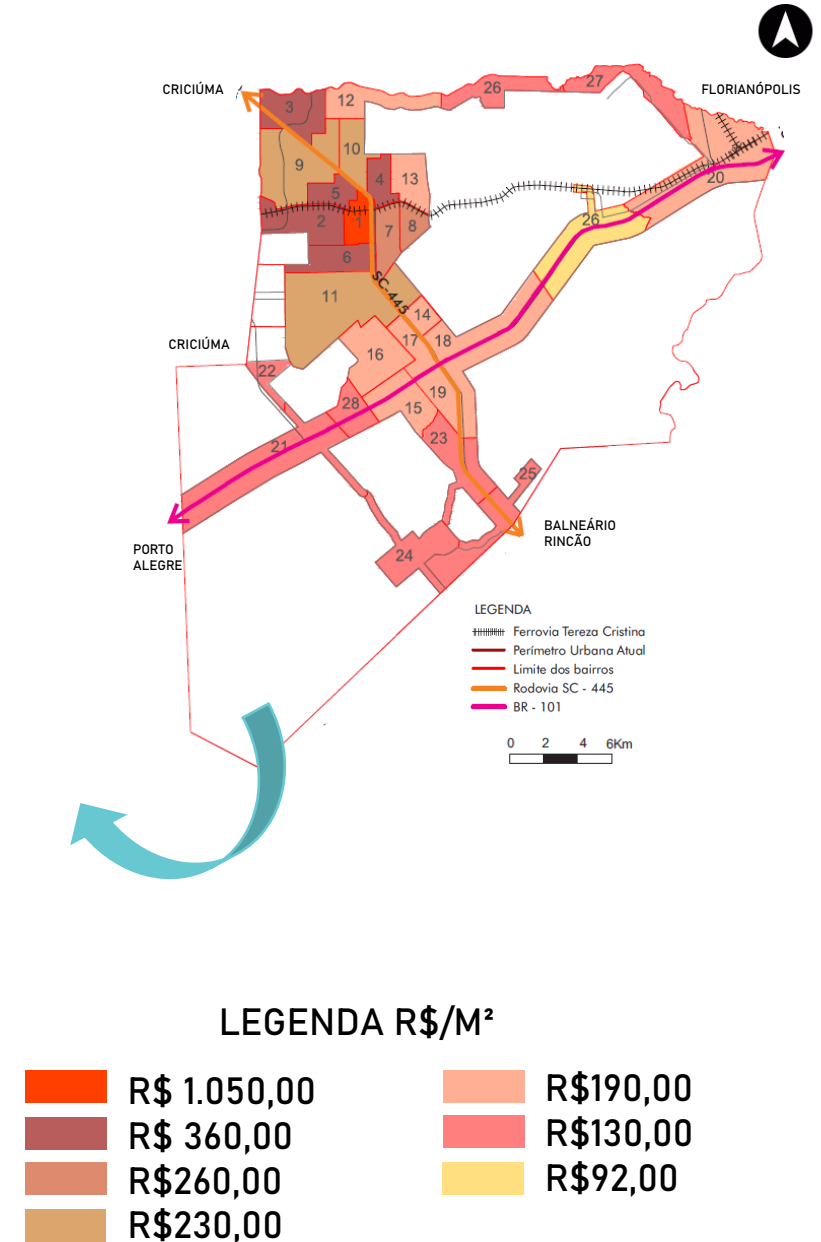 CRICIÚMA
FLORIANÓPOLIS
3
12
26
27
10
9
4
13
5
20
2
1
7
8
26
6
SC-445
11
14
17
18
CRICIÚMA
16
22
19
28
15
23
21
25
BALNEÁRIO
RINCÃO
PORTO
ALEGRE
24
LEGENDA
Ferrovia Tereza Cristina
Perímetro Urbana Atual
Limite dos bairros
Rodovia SC - 445
BR - 101
0 2 4 6Km
LEGENDA R$/M²
R$ 1.050,00
R$ 360,00
R$260,00
R$230,00
R$190,00
R$130,00
R$92,00